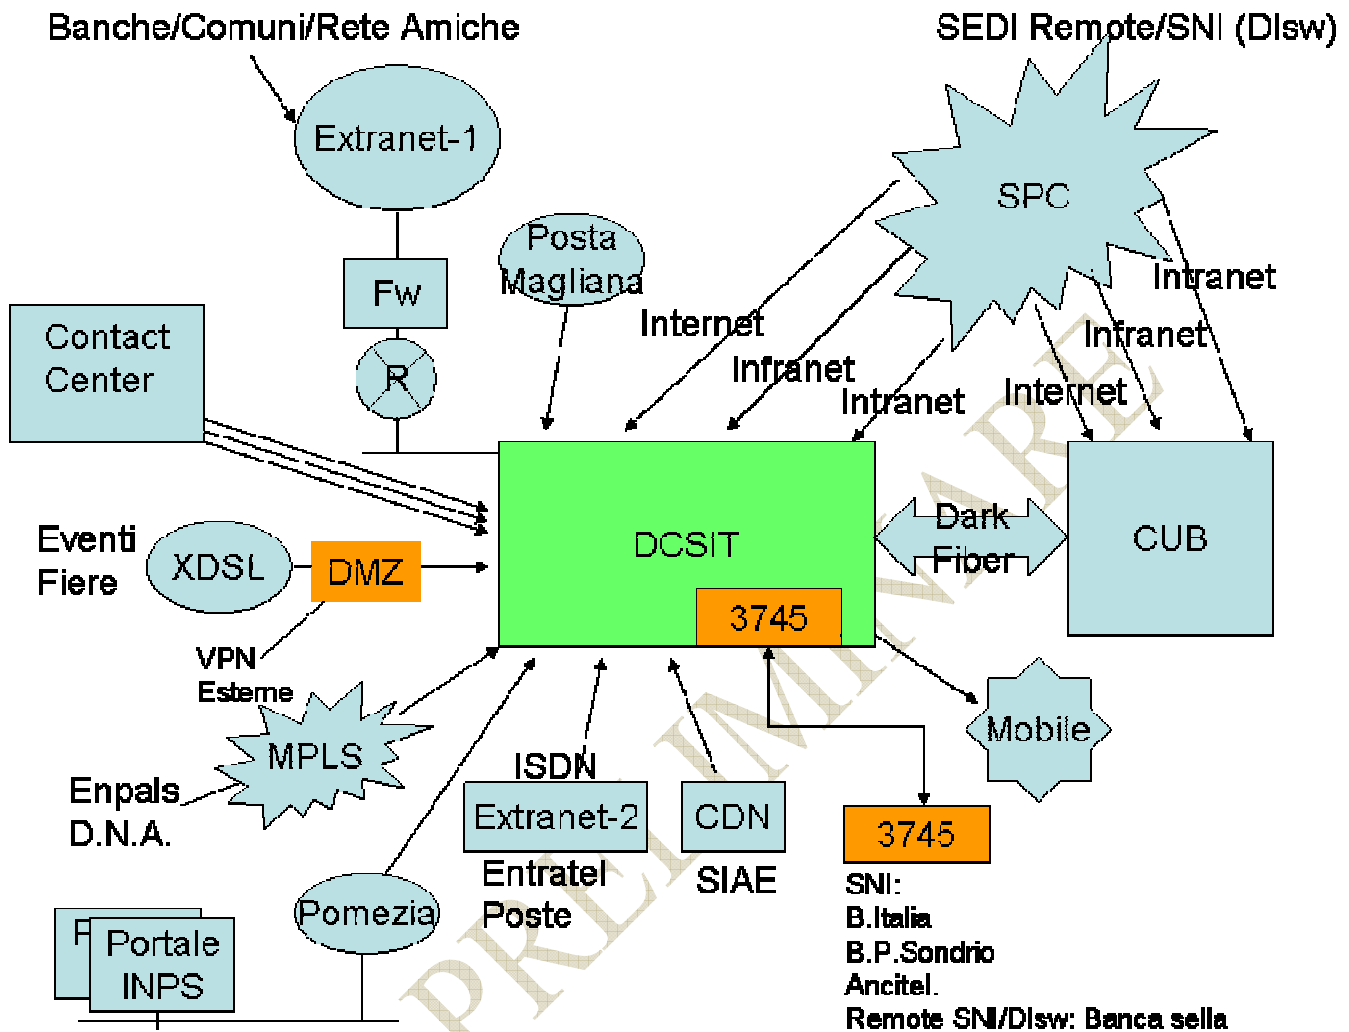 Banche/Comuni/Rete Amiche
SEDI Remote/SNI (DIsw)
Extranet-1
SPC
Posta
Magliana
Fw
Intranet
Internet
Infranet
Contact
Center
R
Infranet
Intranet
Internet
DCSIT
Dark
Fiber
CUB
Eventi
Fiere
XDSL
DMZ
3745
VPN
Esterne
MPLS
Mobile
Enpals
D.N.A.
ISDN
Extranet-2
CDN
3745
Entratel
Poste
SIAE
SNI:
B.Italia
B.P.Sondrio
Ancitel.
Remote SNI/DIsw: Banca sella
Pomezia
P
Portale
INPS
PRELIMINARE